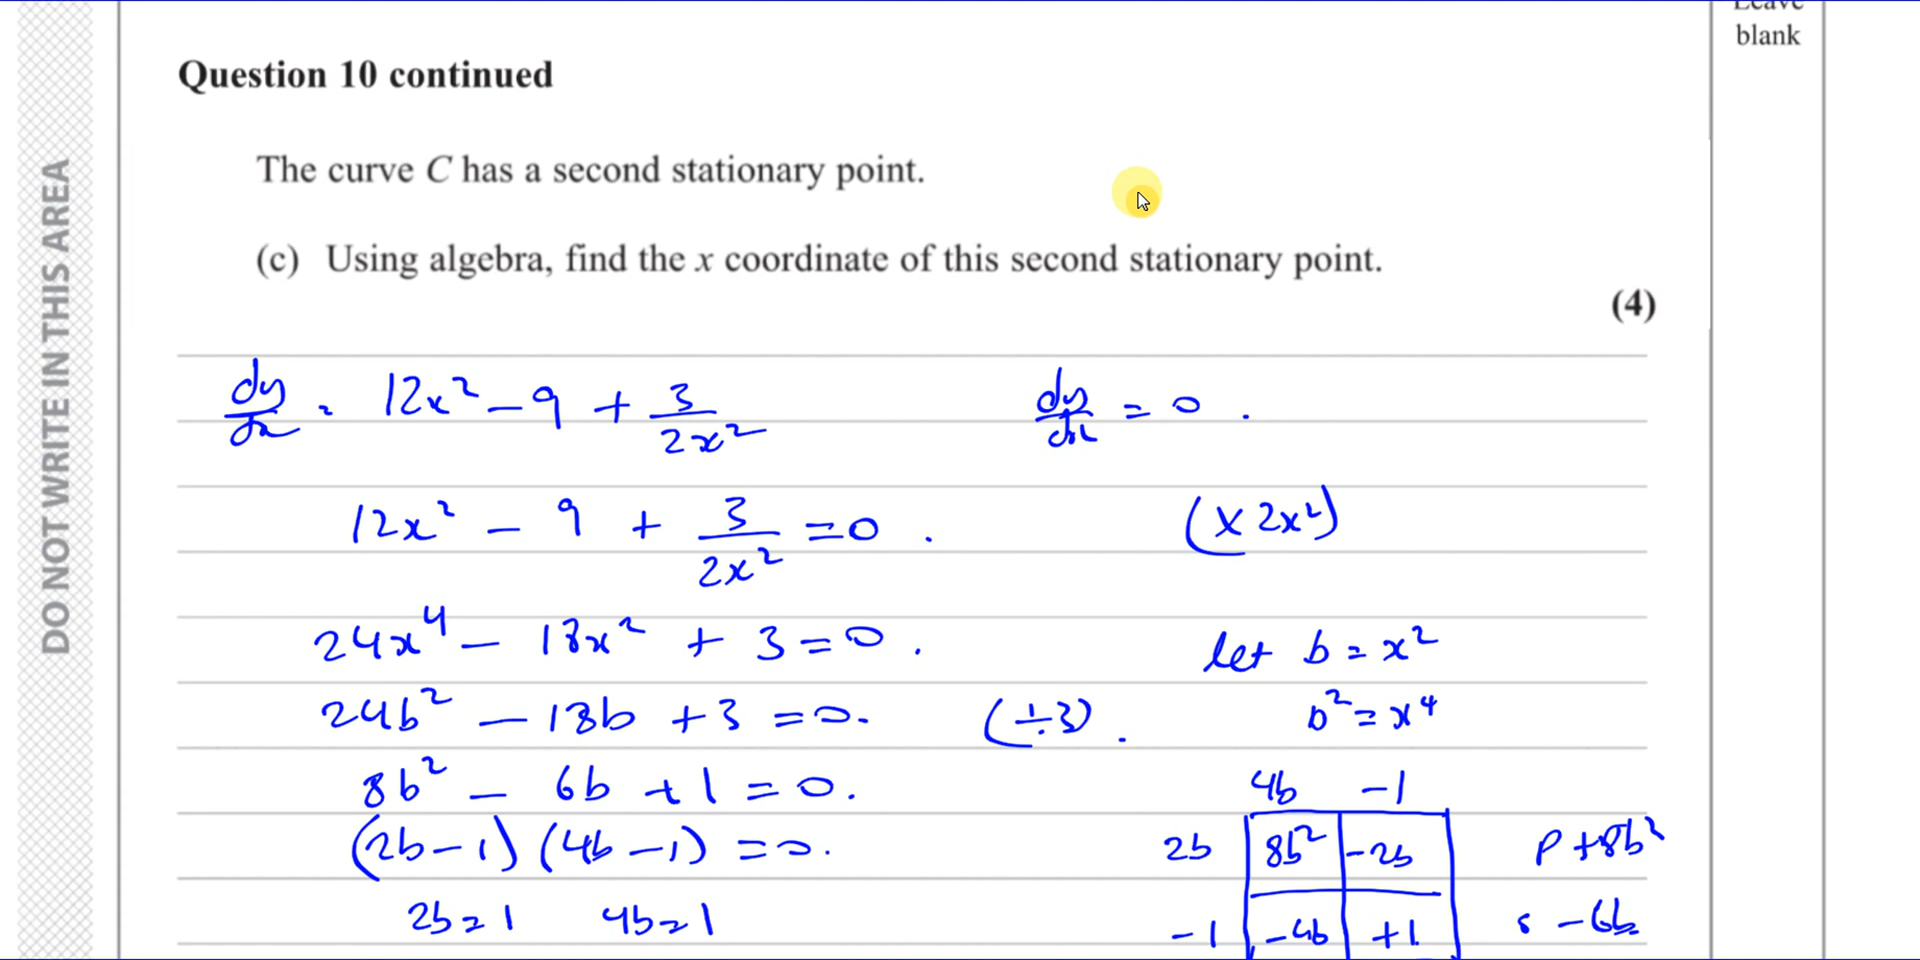 Leave
blank
Question 10 continued
The curve C has a second stationary point.
(c) Using algebra, find the x coordinate of this second stationary point.
(4)
DO NOT WRITE IN THIS AREA
dy/dx = 12x² - 9 + 3/2x² dy/dx = 0 .
12x² - 9 + 3/2x² = 0 . (× 2x²)
24x⁴ - 18x² + 3 = 0 . let b = x²
24b² - 18b + 3 = 0 . (÷3) . b² = x⁴
8b² - 6b + 1 = 0 . 4b -1
(2b - 1) (4b - 1) = 0 . 2b 8b² -2b P +8b²
2b = 1 4b = 1 -1 -4b +1 s -6b